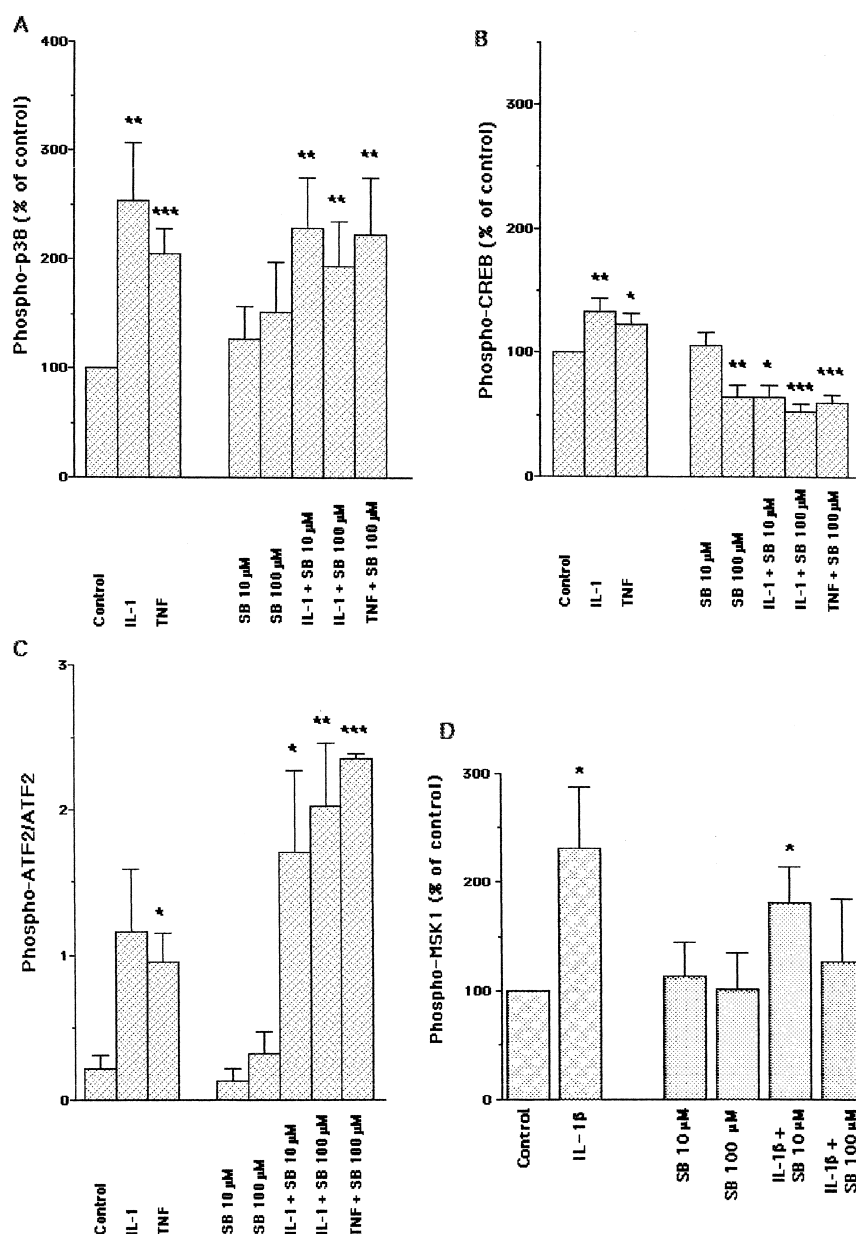 A
Phospho-p38 (% of control)
400
300
200
100
0
**
***
**
**
**
Control
IL-1
TNF
SB 10 µM
SB 100 µM
IL-1 + SB 10 µM
IL-1 + SB 100 µM
TNF + SB 100 µM
B
Phospho-CREB (% of control)
300
200
100
0
**
*
**
*
***
***
Control
IL-1
TNF
SB 10 µM
SB 100 µM
IL-1 + SB 10 µM
IL-1 + SB 100 µM
TNF + SB 100 µM
C
Phospho-ATF2/ATF2
3
2
1
0
*
*
**
***
Control
IL-1
TNF
SB 10 µM
SB 100 µM
IL-1 + SB 10 µM
IL-1 + SB 100 µM
TNF + SB 100 µM
D
Phospho-MSK1 (% of control)
300
200
100
0
*
*
Control
IL-1β
SB 10 µM
SB 100 µM
IL-1β +
SB 10 µM
IL-1β +
SB 100 µM